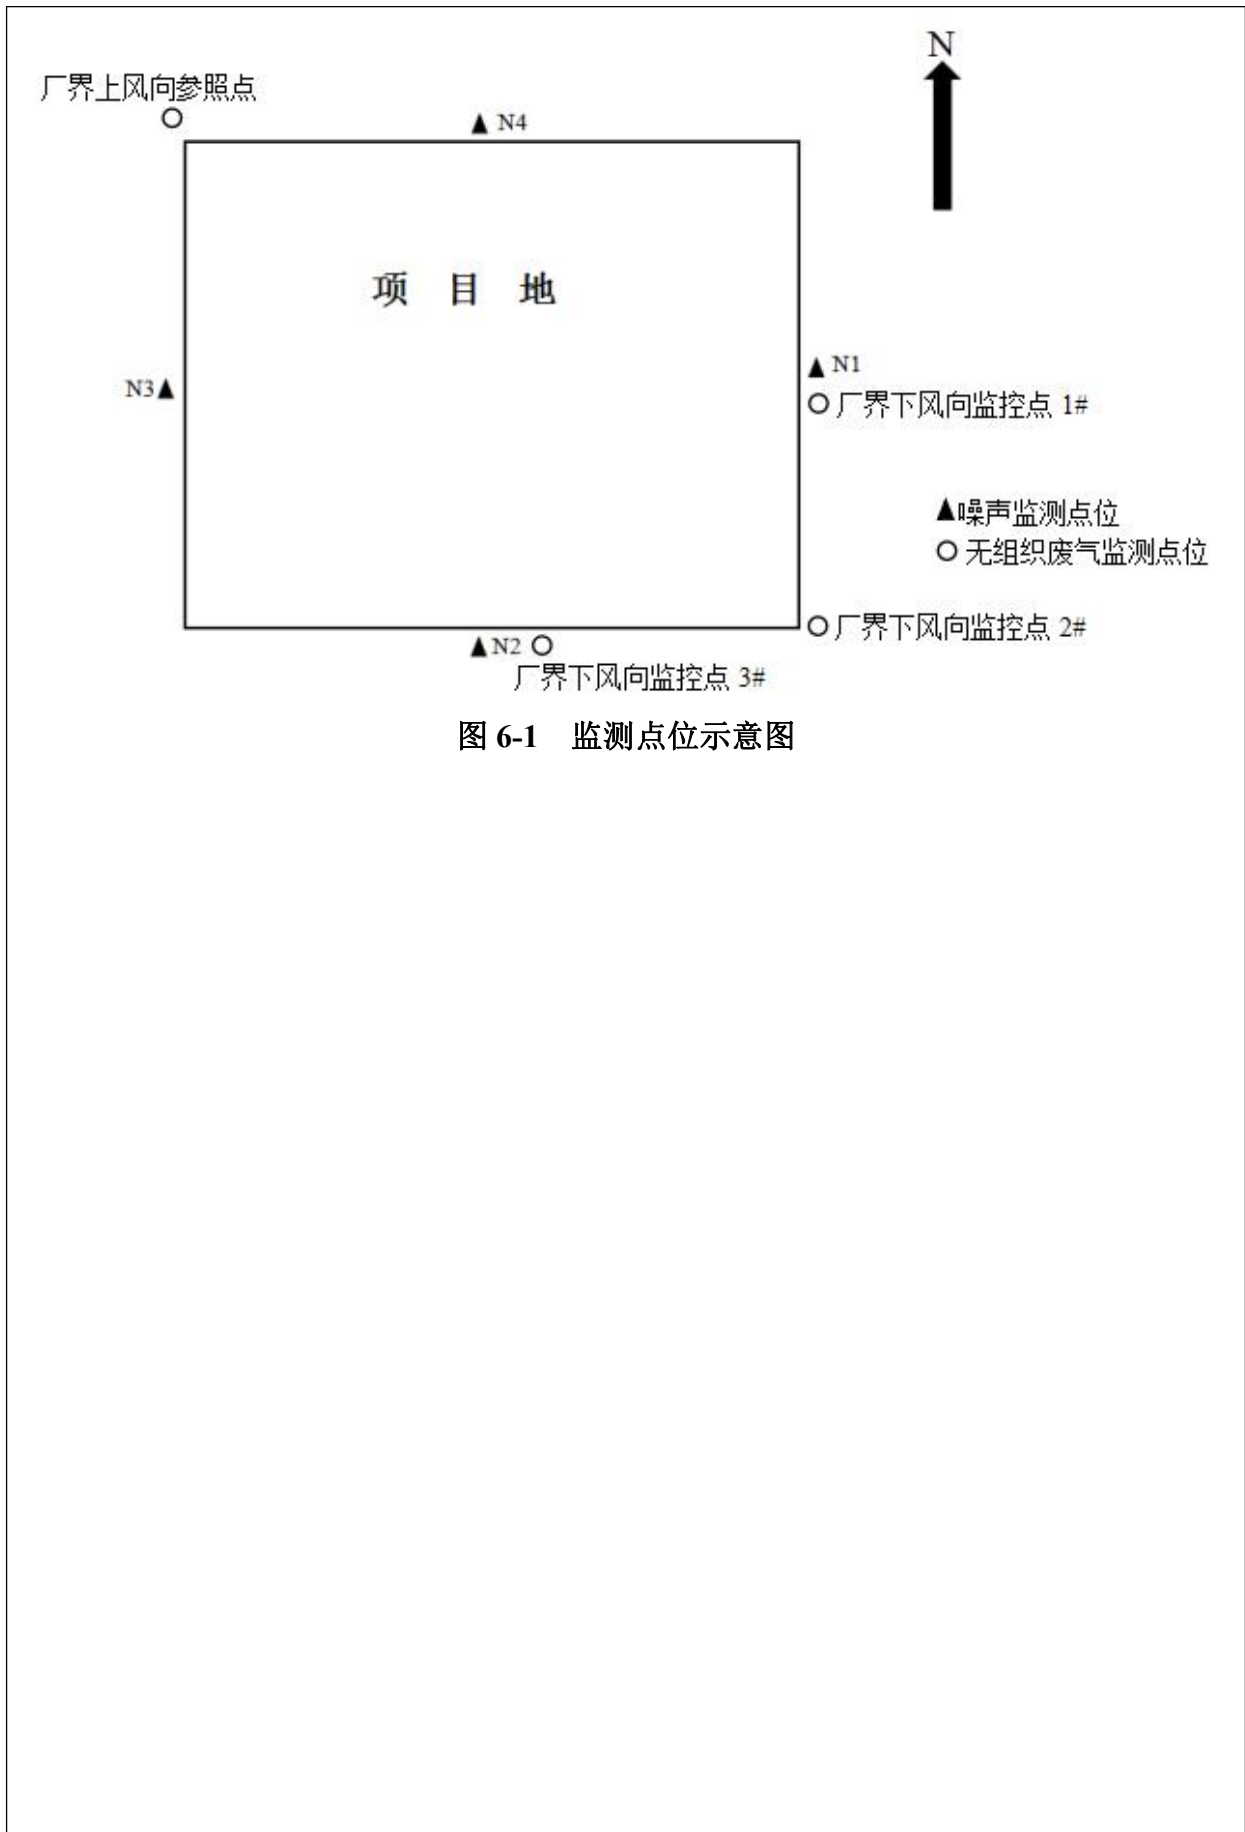 N
厂界上风向参照点
N4
项 目 地
N1
N3
厂界下风向监控点 1#
噪声监测点位
无组织废气监测点位
厂界下风向监控点 2#
N2
厂界下风向监控点 3#
图 6-1 监测点位示意图